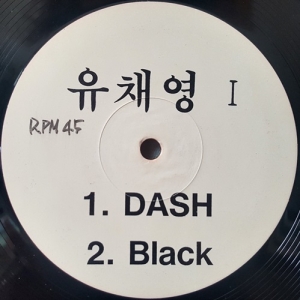 유채영 I
RPM 45
1. DASH
2. Black